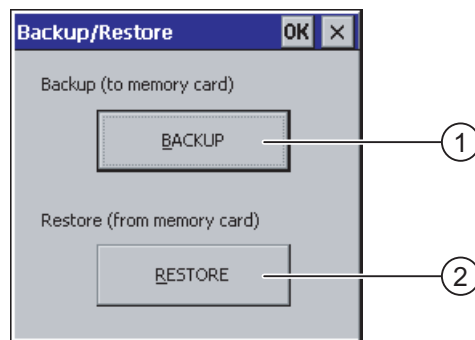 Backup/Restore OK ×
Backup (to memory card)
BACKUP
1
Restore (from memory card)
RESTORE
2